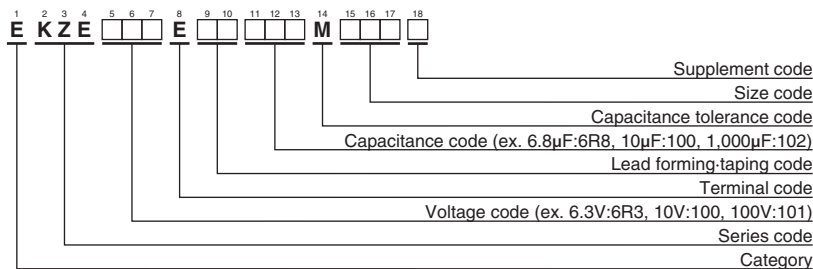 1 2 3 4 5 6 7 8 9 10 11 12 13 14 15 16 17 18
E K Z E □ □ □ E □ □ □ □ □ M □ □ □ □
Supplement code
Size code
Capacitance tolerance code
Capacitance code (ex. 6.8μF:6R8, 10μF:100, 1,000μF:102)
Lead forming·taping code
Terminal code
Voltage code (ex. 6.3V:6R3, 10V:100, 100V:101)
Series code
Category